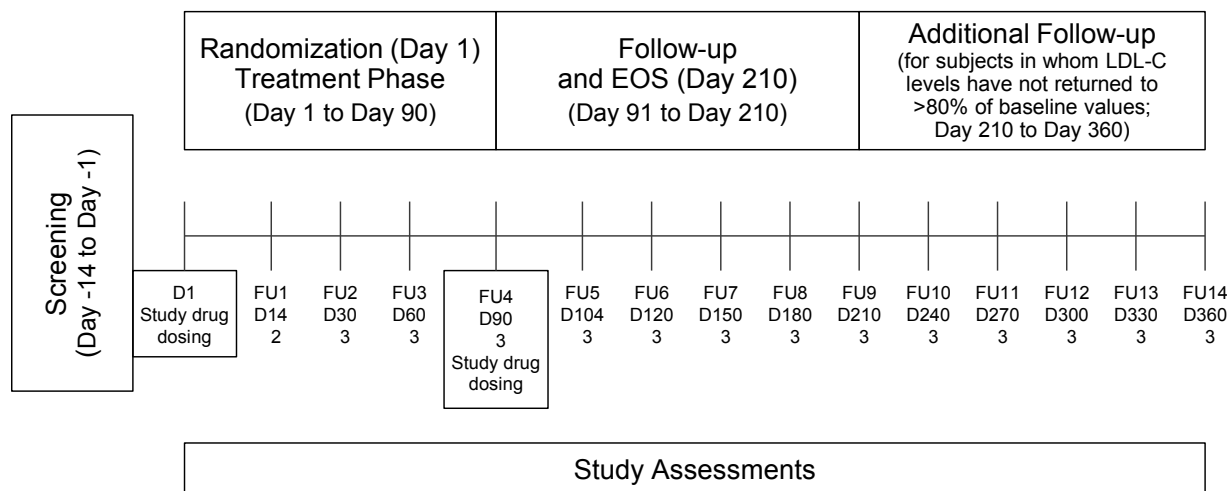 Randomization (Day 1)
Treatment Phase
(Day 1 to Day 90)
Follow-up
and EOS (Day 210)
(Day 91 to Day 210)
Additional Follow-up
(for subjects in whom LDL-C
levels have not returned to
>80% of baseline values;
Day 210 to Day 360)
Screening
(Day -14 to Day -1)
D1
Study drug
dosing
FU1
D14
2
FU2
D30
3
FU3
D60
3
FU4
D90
3
Study drug
dosing
FU5
D104
3
FU6
D120
3
FU7
D150
3
FU8
D180
3
FU9
D210
3
FU10
D240
3
FU11
D270
3
FU12
D300
3
FU13
D330
3
FU14
D360
3
Study Assessments